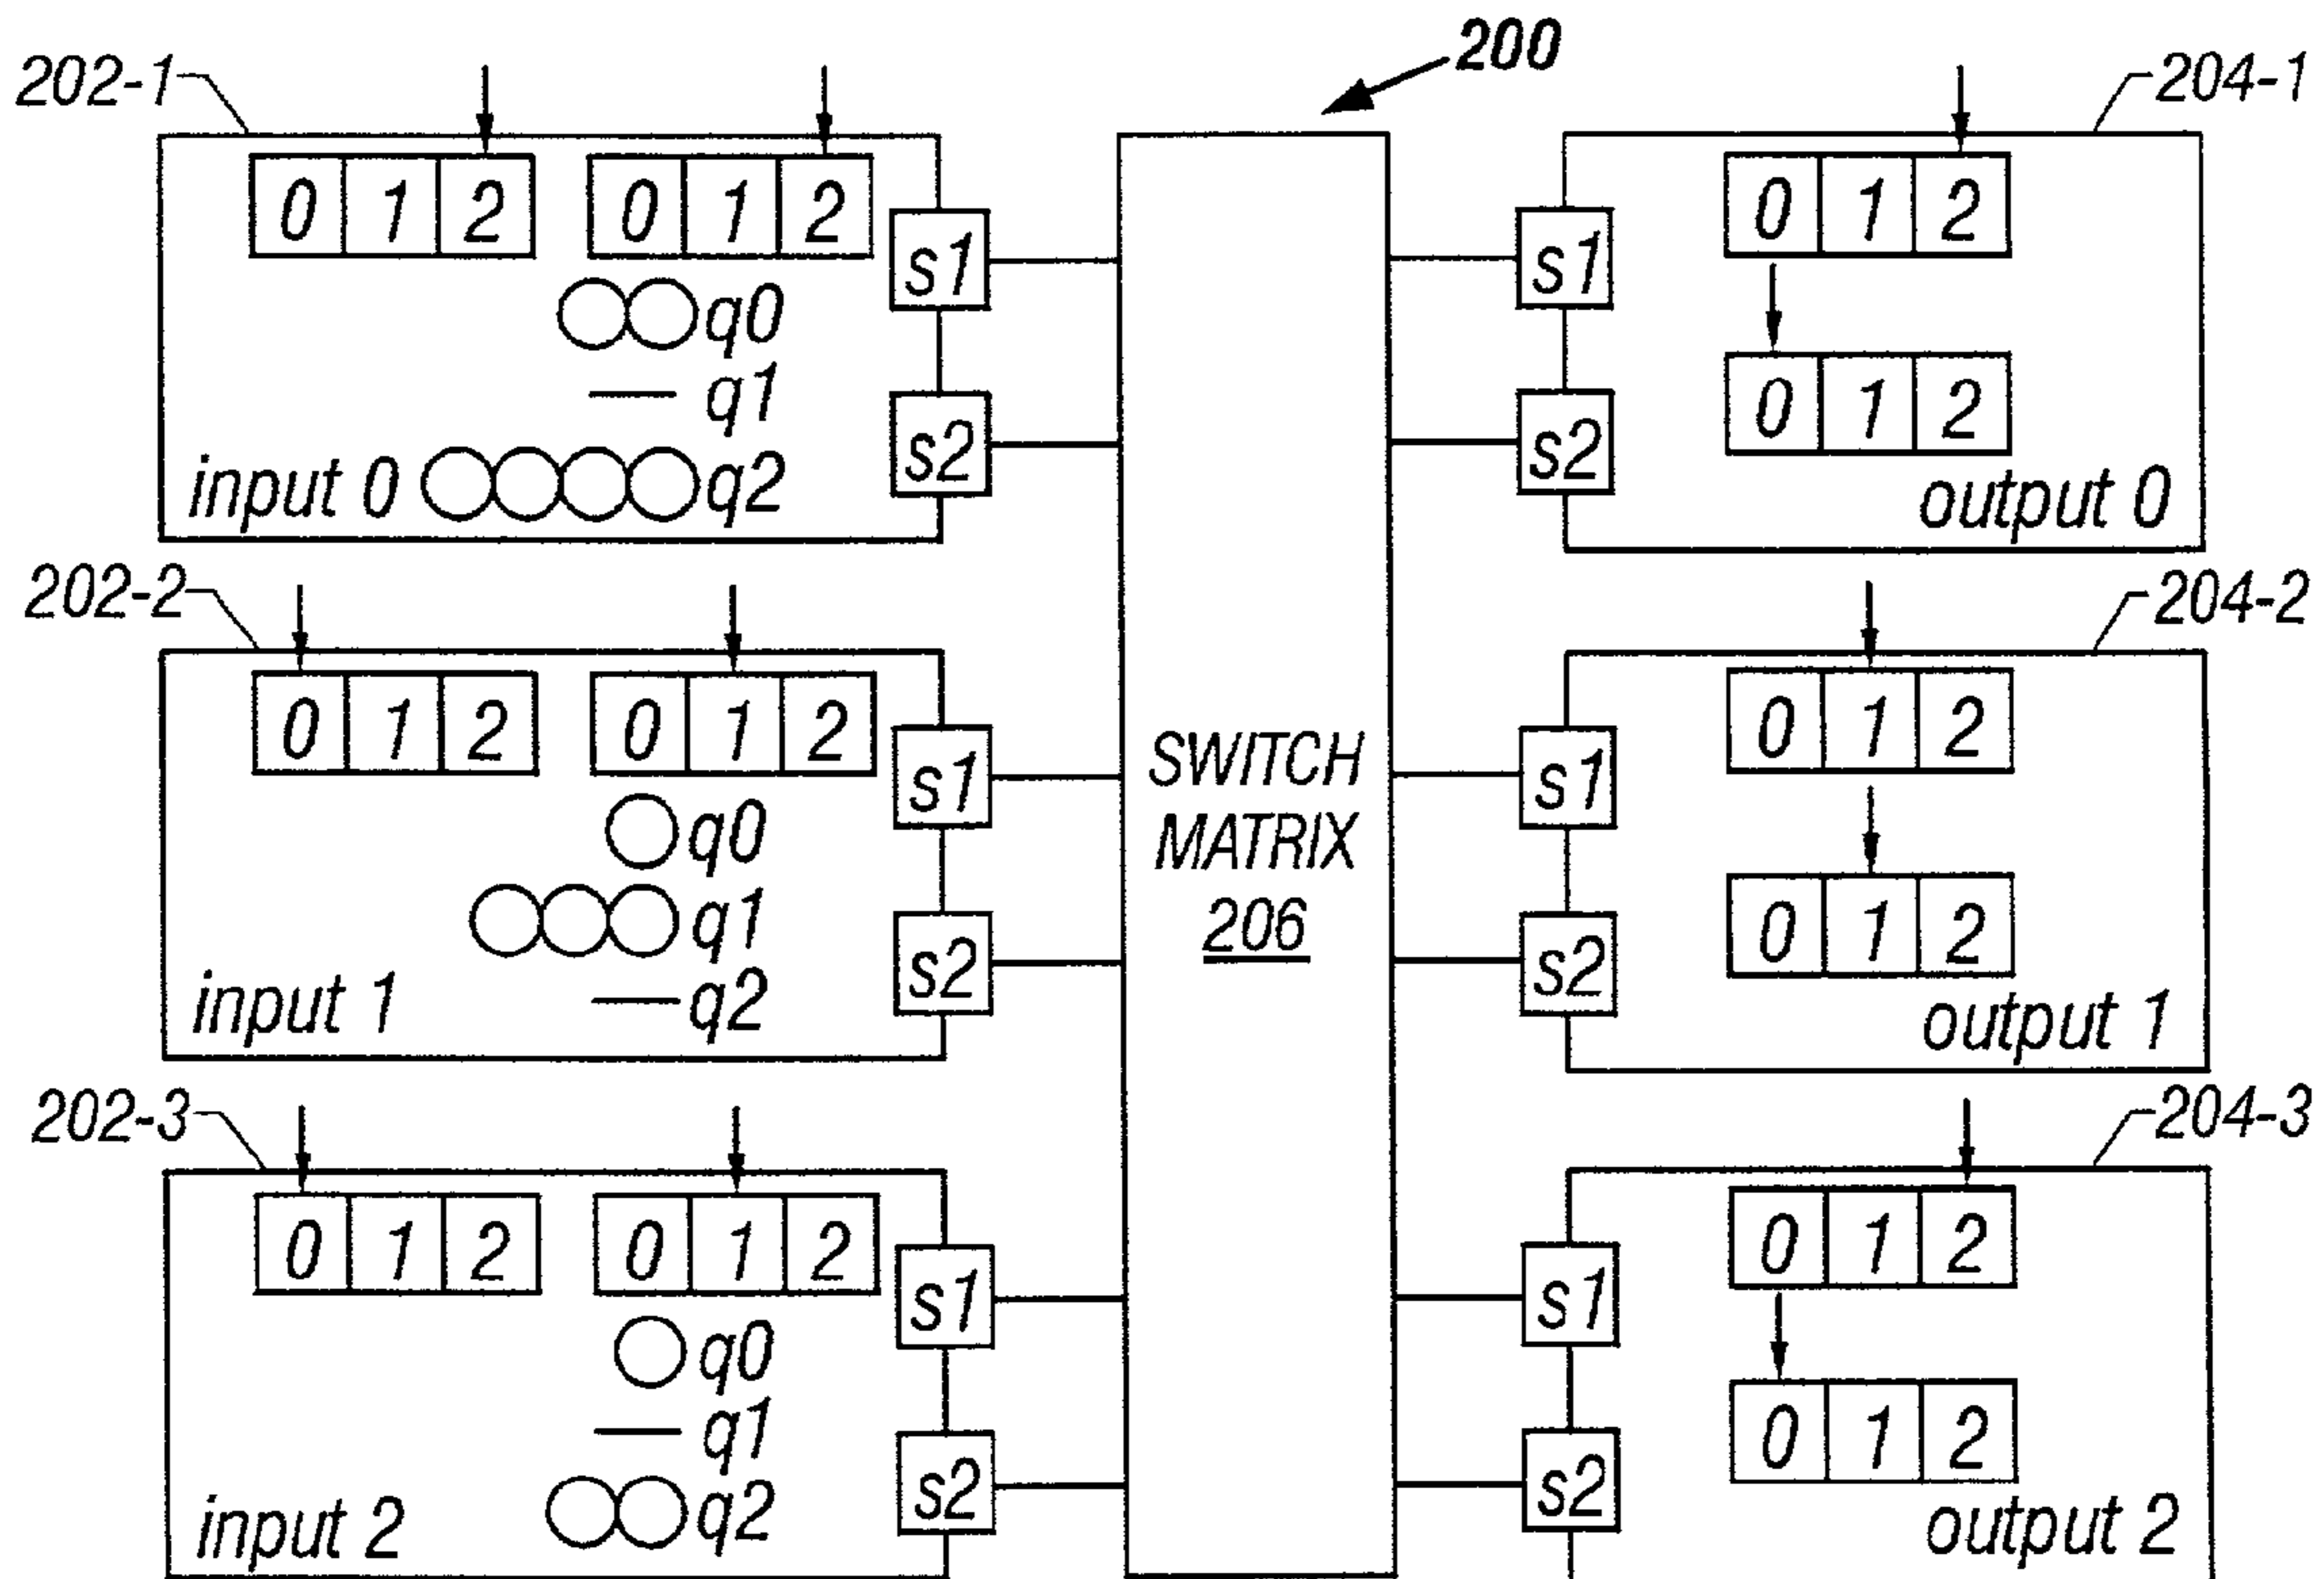 200
202-1
204-1
0 1 2 0 1 2
0 1 2
s1
s1
q0
q1
0 1 2
s2
s2
input 0 q2
output 0
202-2
204-2
0 1 2 0 1 2
0 1 2
s1
s1
SWITCH
MATRIX
206
q0
q1
0 1 2
s2
s2
input 1 q2
output 1
202-3
204-3
0 1 2 0 1 2
0 1 2
s1
s1
q0
q1
0 1 2
s2
s2
input 2 q2
output 2